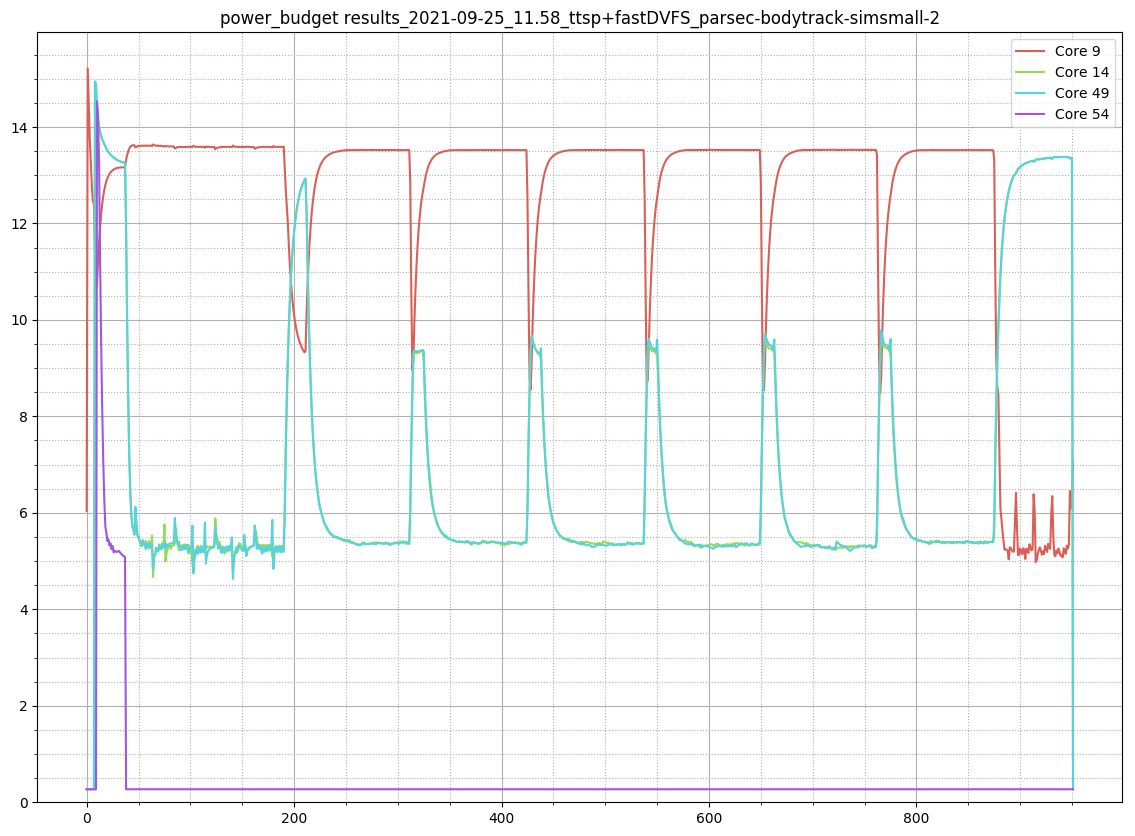 power_budget results_2021-09-25_11.58_ttsp+fastDVFS_parsec-bodytrack-simsmall-2
Core 9
Core 14
Core 49
Core 54
14
12
10
8
6
4
2
0
0 200 400 600 800